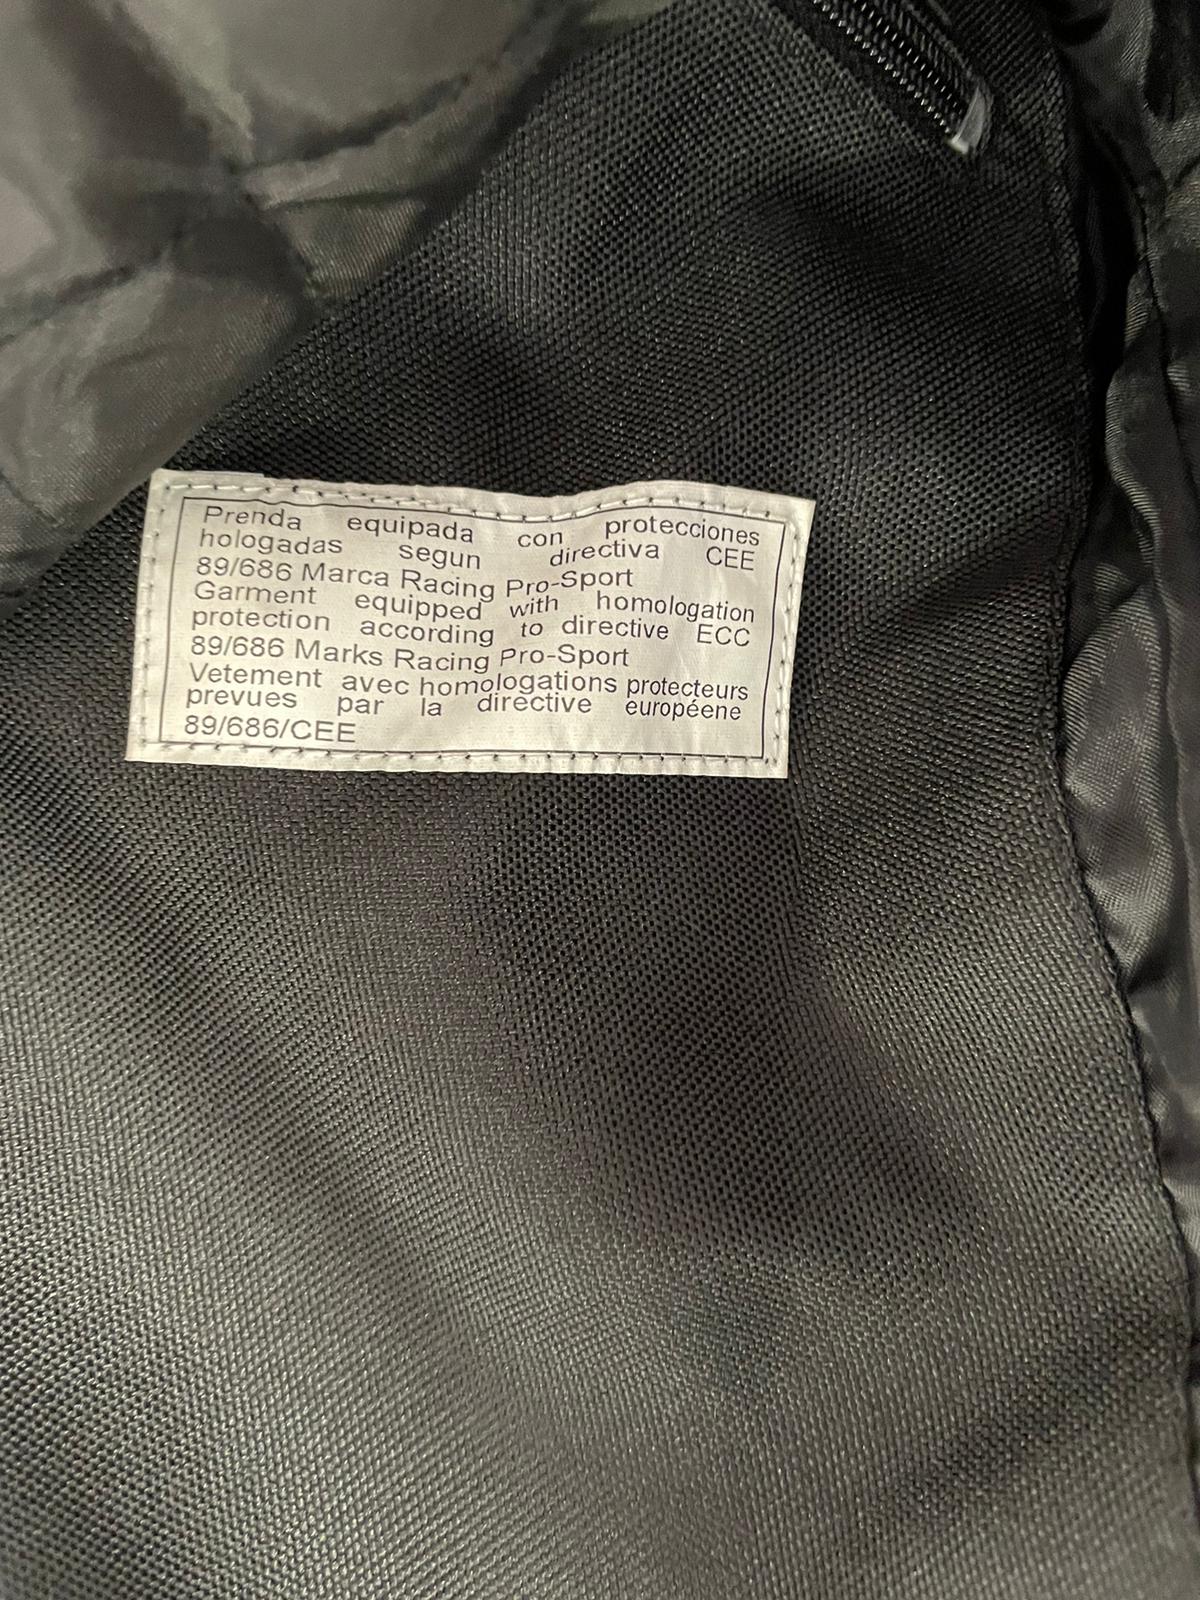 Prenda equipada con protecciones
hologadas segun directiva CEE
89/686 Marca Racing Pro-Sport
Garment equipped with homologation
protection according to directive ECC
89/686 Marks Racing Pro-Sport
Vetement avec homologations protecteurs
prevues par la directive européene
89/686/CEE